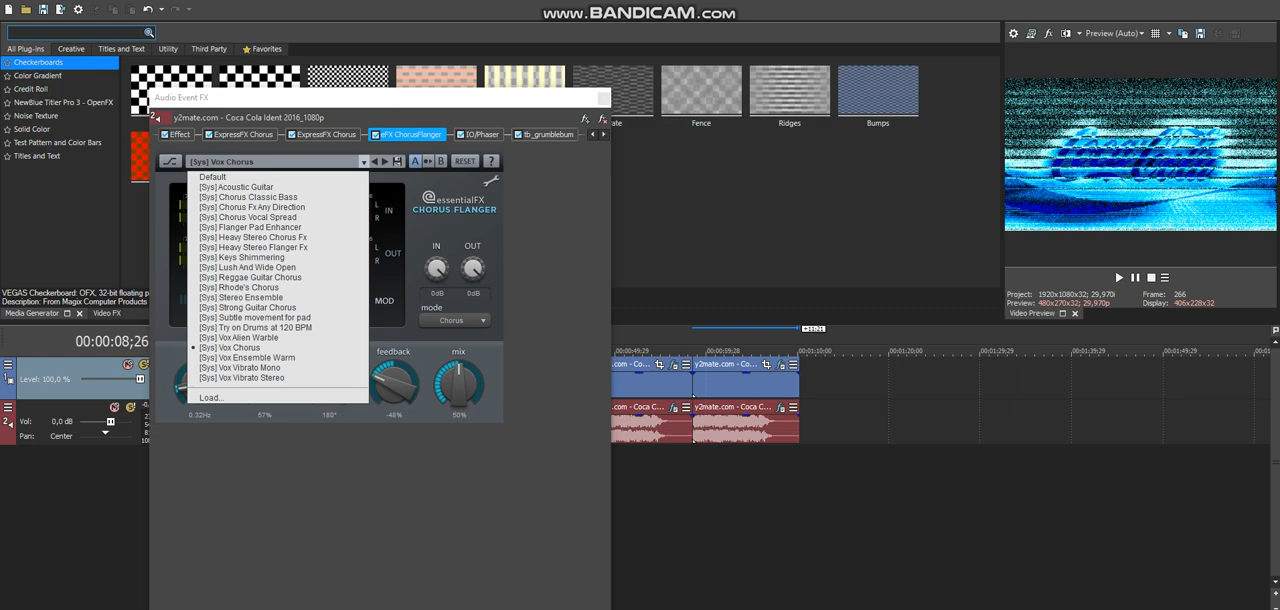 www.BANDICAM.com
All Plug-ins Creative Titles and Text Utility Third Party Favorites
Checkerboards
Color Gradient
Credit Roll
NewBlue Titler Pro 3 - OpenFX
Noise Texture
Solid Color
Test Pattern and Color Bars
Titles and Text
Fence Ridges Bumps
Preview (Auto)
Audio Event FX
y2mate.com - Coca Cola Ident 2016_1080p
Effect ExpressFX Chorus ExpressFX Chorus eFX ChorusFlanger IO/Phaser tb_grumblebum
[Sys] Vox Chorus A B RESET ?
Default
[Sys] Acoustic Guitar
[Sys] Chorus Classic Bass
[Sys] Chorus Fx Any Direction
[Sys] Chorus Vocal Spread
[Sys] Flanger Pad Enhancer
[Sys] Heavy Stereo Chorus Fx
[Sys] Heavy Stereo Flanger Fx
[Sys] Keys Shimmering
[Sys] Lush And Wide Open
[Sys] Reggae Guitar Chorus
[Sys] Rhode's Chorus
[Sys] Stereo Ensemble
[Sys] Strong Guitar Chorus
[Sys] Subtle movement for pad
[Sys] Try on Drums at 120 BPM
[Sys] Vox Alien Warble
[Sys] Vox Chorus
[Sys] Vox Ensemble Warm
[Sys] Vox Vibrato Mono
[Sys] Vox Vibrato Stereo
Load...
L
IN
R
L
OUT
R
MOD
essentialFX
CHORUS FLANGER
IN OUT
0dB 0dB
mode
Chorus
feedback mix
0.32Hz 57% 180° -48% 50%
VEGAS Checkerboard: OFX, 32-bit floating p
Description: From Magix Computer Products
Media Generator Video FX
Project: 1920x1080x32; 29,970i Frame: 266
Preview: 480x270x32; 29,970p Display: 406x228x32
Video Preview
00:00:08;26
+11:21
00:00:49;29 00:00:59;28 00:01:10;00 00:01:20;00 00:01:29;29 00:01:39;29 00:01:49;29
1 Level: 100,0 %
.com - Co... y2mate.com - Coca C...
2 Vol: 0,0 dB
Pan: Center
.com - Coca C... y2mate.com - Coca C...